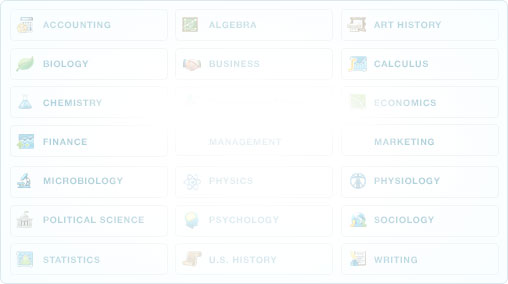 ACCOUNTING
ALGEBRA
ART HISTORY
BIOLOGY
BUSINESS
CALCULUS
CHEMISTRY
ECONOMICS
FINANCE
MANAGEMENT
MARKETING
MICROBIOLOGY
PHYSICS
PHYSIOLOGY
POLITICAL SCIENCE
PSYCHOLOGY
SOCIOLOGY
STATISTICS
U.S. HISTORY
WRITING